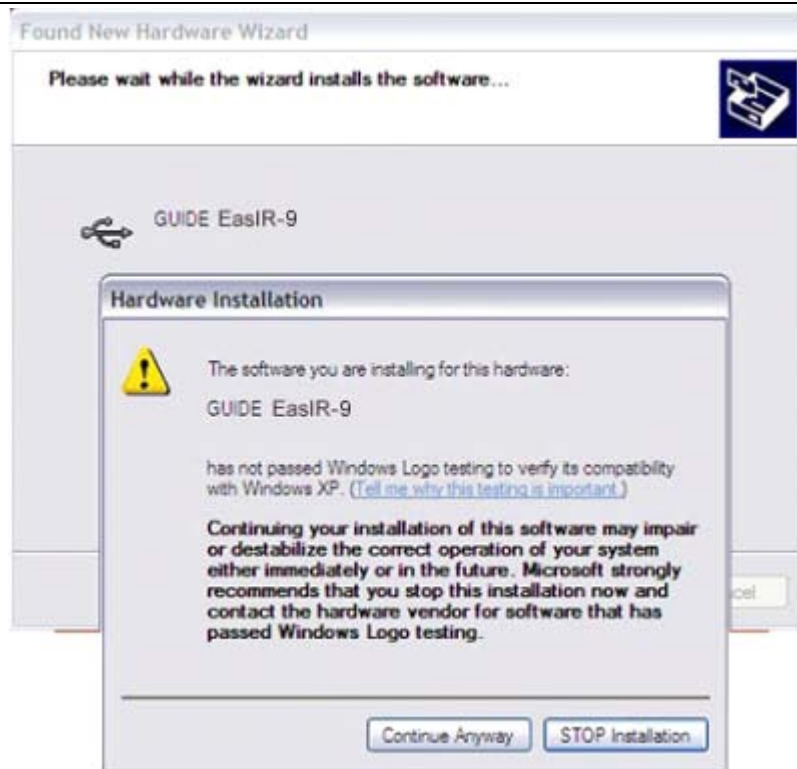 Found New Hardware Wizard
Please wait while the wizard installs the software...
GUIDE EasIR-9
Hardware Installation
The software you are installing for this hardware:
GUIDE EasIR-9
has not passed Windows Logo testing to verify its compatibility
with Windows XP. (Tell me why this testing is important.)
Continuing your installation of this software may impair
or destabilize the correct operation of your system
either immediately or in the future. Microsoft strongly
recommends that you stop this installation now and
contact the hardware vendor for software that has
passed Windows Logo testing.
Continue Anyway
STOP Installation